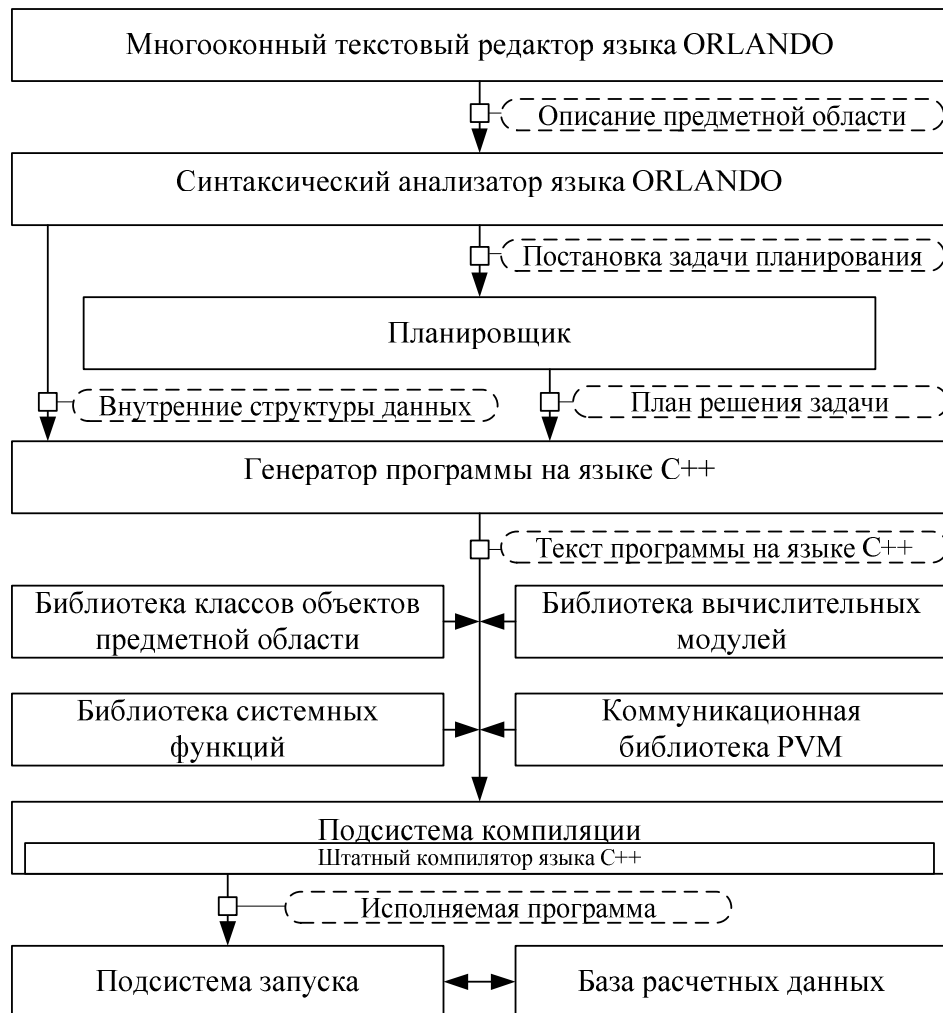 Многооконный текстовый редактор языка ORLANDO
Описание предметной области
Синтаксический анализатор языка ORLANDO
Постановка задачи планирования
Планировщик
Внутренние структуры данных
План решения задачи
Генератор программы на языке C++
Текст программы на языке C++
Библиотека классов объектов
предметной области
Библиотека вычислительных
модулей
Библиотека системных
функций
Коммуникационная
библиотека PVM
Подсистема компиляции
Штатный компилятор языка C++
Исполняемая программа
Подсистема запуска
База расчетных данных